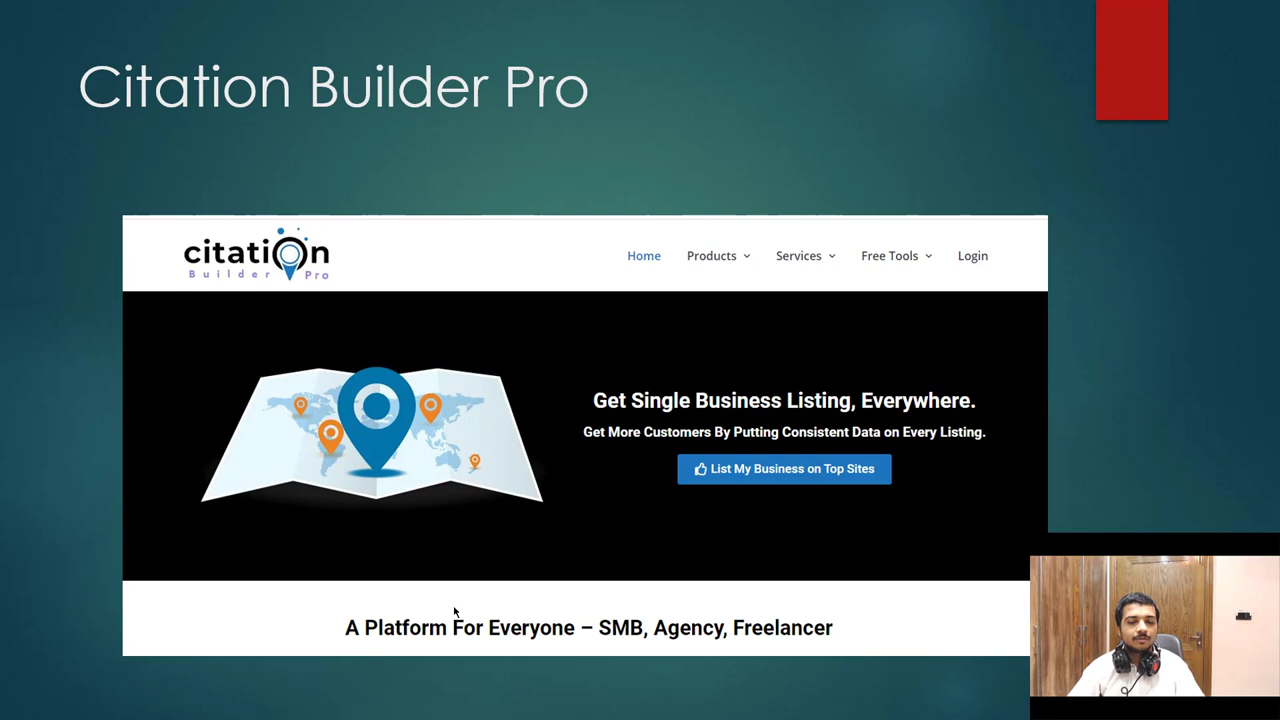 Citation Builder Pro
citation
Builder Pro
Home Products Services Free Tools Login
Get Single Business Listing, Everywhere.
Get More Customers By Putting Consistent Data on Every Listing.
List My Business on Top Sites
A Platform For Everyone – SMB, Agency, Freelancer